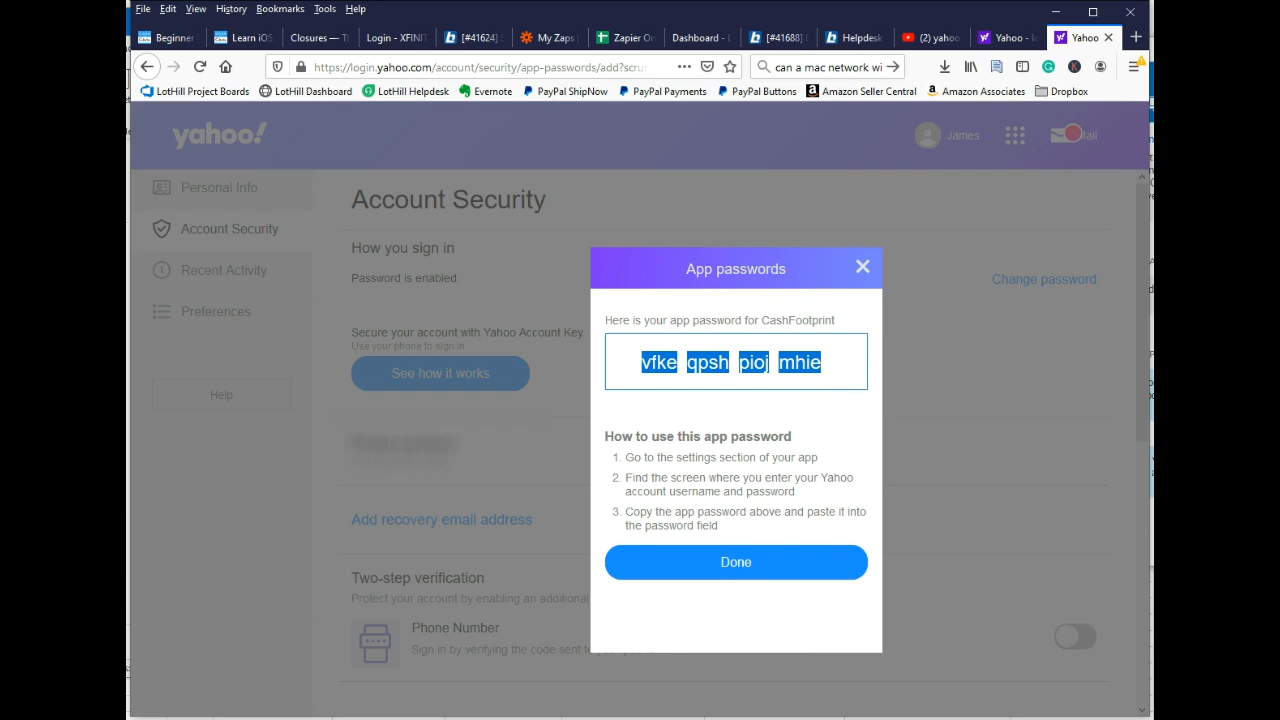 File Edit View History Bookmarks Tools Help
Beginner Learn iOS Closures — Ti Login - XFINIT [#41624] S My Zaps Zapier Or Dashboard - L [#41688] E Helpdesk (2) yahoo Yahoo - Yahoo
https://login.yahoo.com/account/security/app-passwords/add?scrur can a mac network wi
LotHill Project Boards LotHill Dashboard LotHill Helpdesk Evernote PayPal ShipNow PayPal Payments PayPal Buttons Amazon Seller Central Amazon Associates Dropbox
yahoo! James Mail
Personal Info
Account Security
Recent Activity
Preferences
Help
Account Security
How you sign in
Password is enabled
Change password
Secure your account with Yahoo Account Key
Use your phone to sign in
See how it works
Add recovery email address
Two-step verification
Protect your account by enabling an additional
Phone Number
Sign in by verifying the code sent to
App passwords
Here is your app password for CashFootprint
vfke qpsh pioj mhie
How to use this app password
1. Go to the settings section of your app
2. Find the screen where you enter your Yahoo
account username and password
3. Copy the app password above and paste it into
the password field
Done